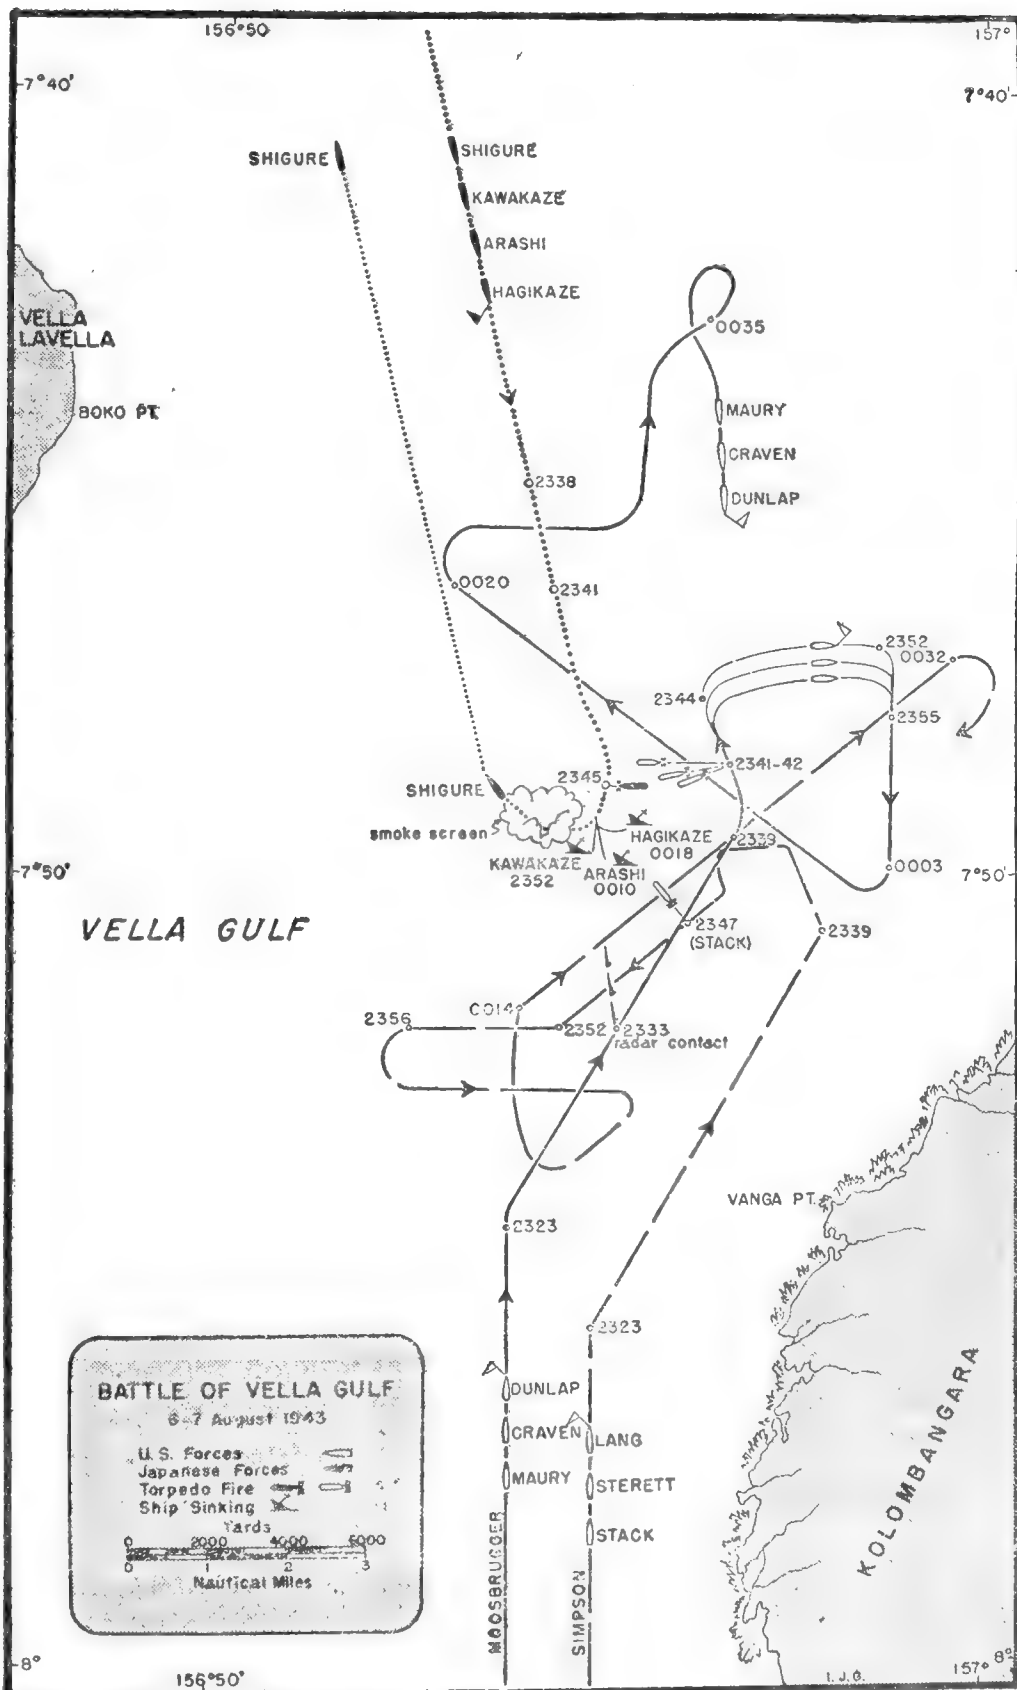 156°50'
157°
7°40'
7°40'
SHIGURE
SHIGURE
KAWAKAZE
ARASHI
HAGIKAZE
VELLA
LAVELLA
BOKO PT.
0035
MAURY
CRAVEN
DUNLAP
2338
0020
2341
2352
0032
2344
2355
2341-42
2345
SHIGURE
smoke screen
HAGIKAZE
0018
2339
KAWAKAZE
2352
ARASHI
0010
0003
7°50'
7°50'
VELLA GULF
2347
(STACK)
2339
0014
2356
2352
2333
radar contact
VANGA PT.
2323
2323
DUNLAP
CRAVEN
MAURY
LANG
STERETT
STACK
MOOSBRUGGER
SIMPSON
KOLOMBANGARA
BATTLE OF VELLA GULF
6-7 August 1943
U.S. Forces
Japanese Forces
Torpedo Fire
Ship Sinking
Yards
0 2000 4000 6000
0 1 2 3
Nautical Miles
8°
156°50'
I.J.G.
157°
8°